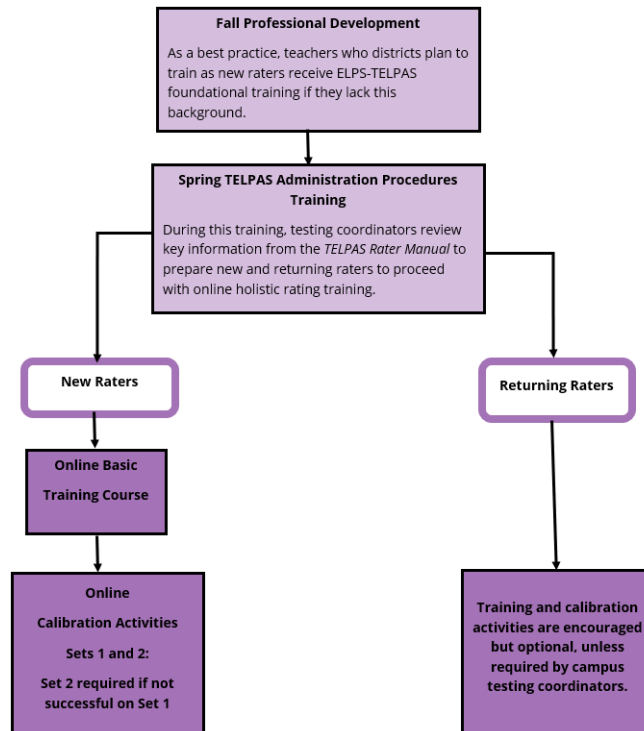 Fall Professional Development
As a best practice, teachers who districts plan to
train as new raters receive ELPS-TELPAS
foundational training if they lack this
background.
Spring TELPAS Administration Procedures
Training
During this training, testing coordinators review
key information from the TELPAS Rater Manual to
prepare new and returning raters to proceed
with online holistic rating training.
New Raters
Returning Raters
Online Basic
Training Course
Online
Calibration Activities
Sets 1 and 2:
Set 2 required if not
successful on Set 1
Training and calibration
activities are encouraged
but optional, unless
required by campus
testing coordinators.